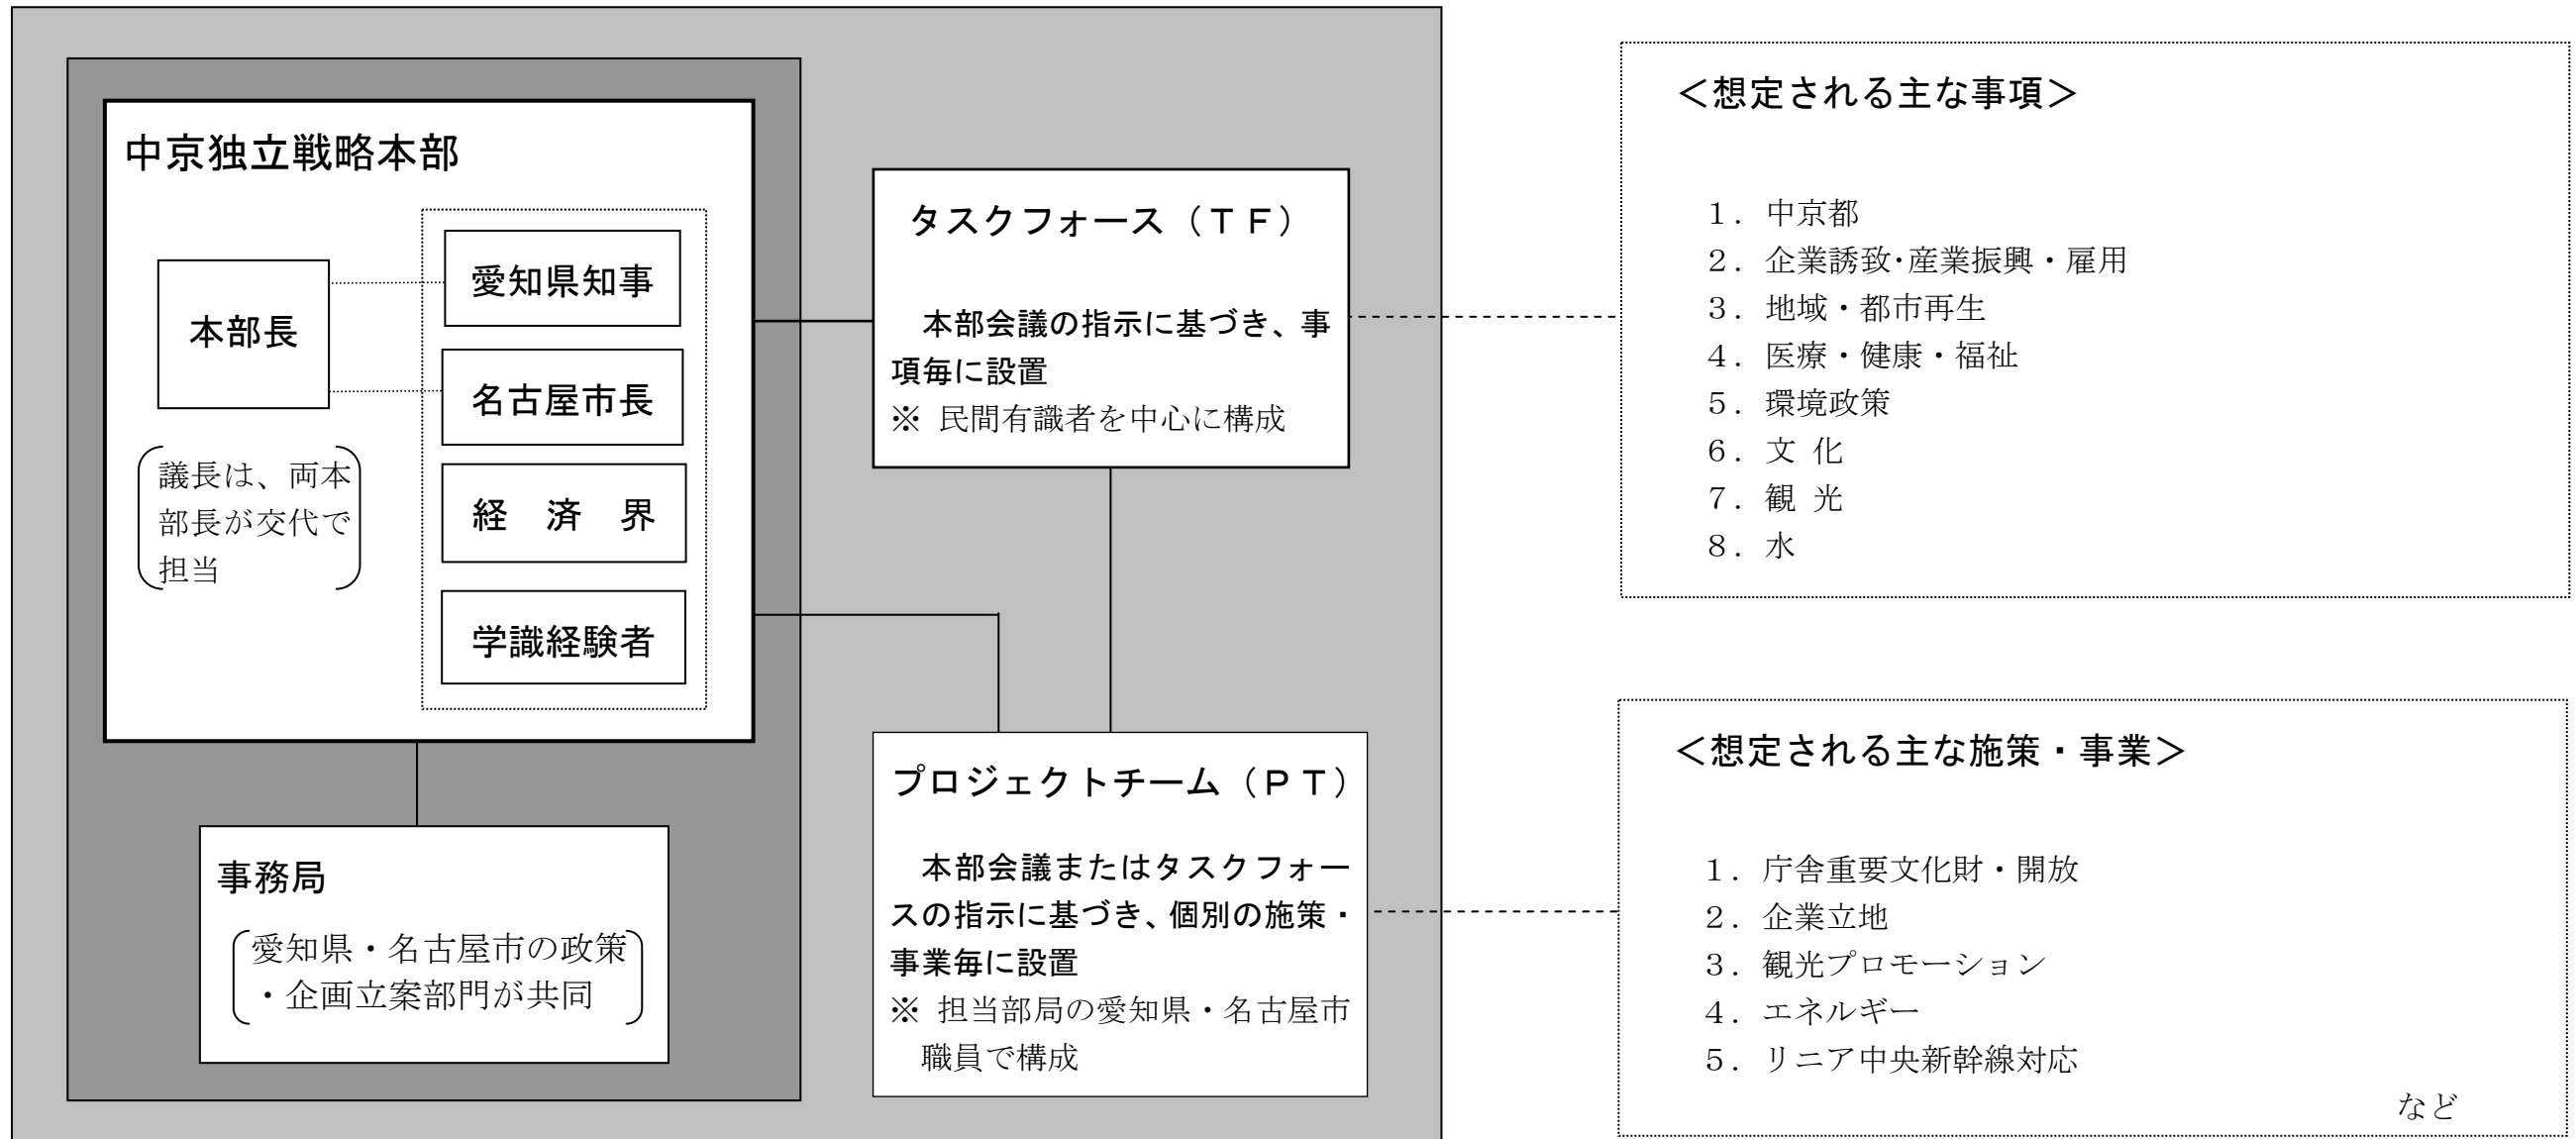 中京独立戦略本部
本部長
愛知県知事
名古屋市長
経　済　界
学識経験者
議長は、両本
部長が交代で
担当
事務局
愛知県・名古屋市の政策
・企画立案部門が共同
タスクフォース（ＴＦ）
本部会議の指示に基づき、事
項毎に設置
※ 民間有識者を中心に構成
プロジェクトチーム（ＰＴ）
本部会議またはタスクフォー
スの指示に基づき、個別の施策・
事業毎に設置
※ 担当部局の愛知県・名古屋市
職員で構成
＜想定される主な事項＞
１．中京都
２．企業誘致･産業振興・雇用
３．地域・都市再生
４．医療・健康・福祉
５．環境政策
６．文 化
７．観 光
８．水
＜想定される主な施策・事業＞
１．庁舎重要文化財・開放
２．企業立地
３．観光プロモーション
４．エネルギー
５．リニア中央新幹線対応
など